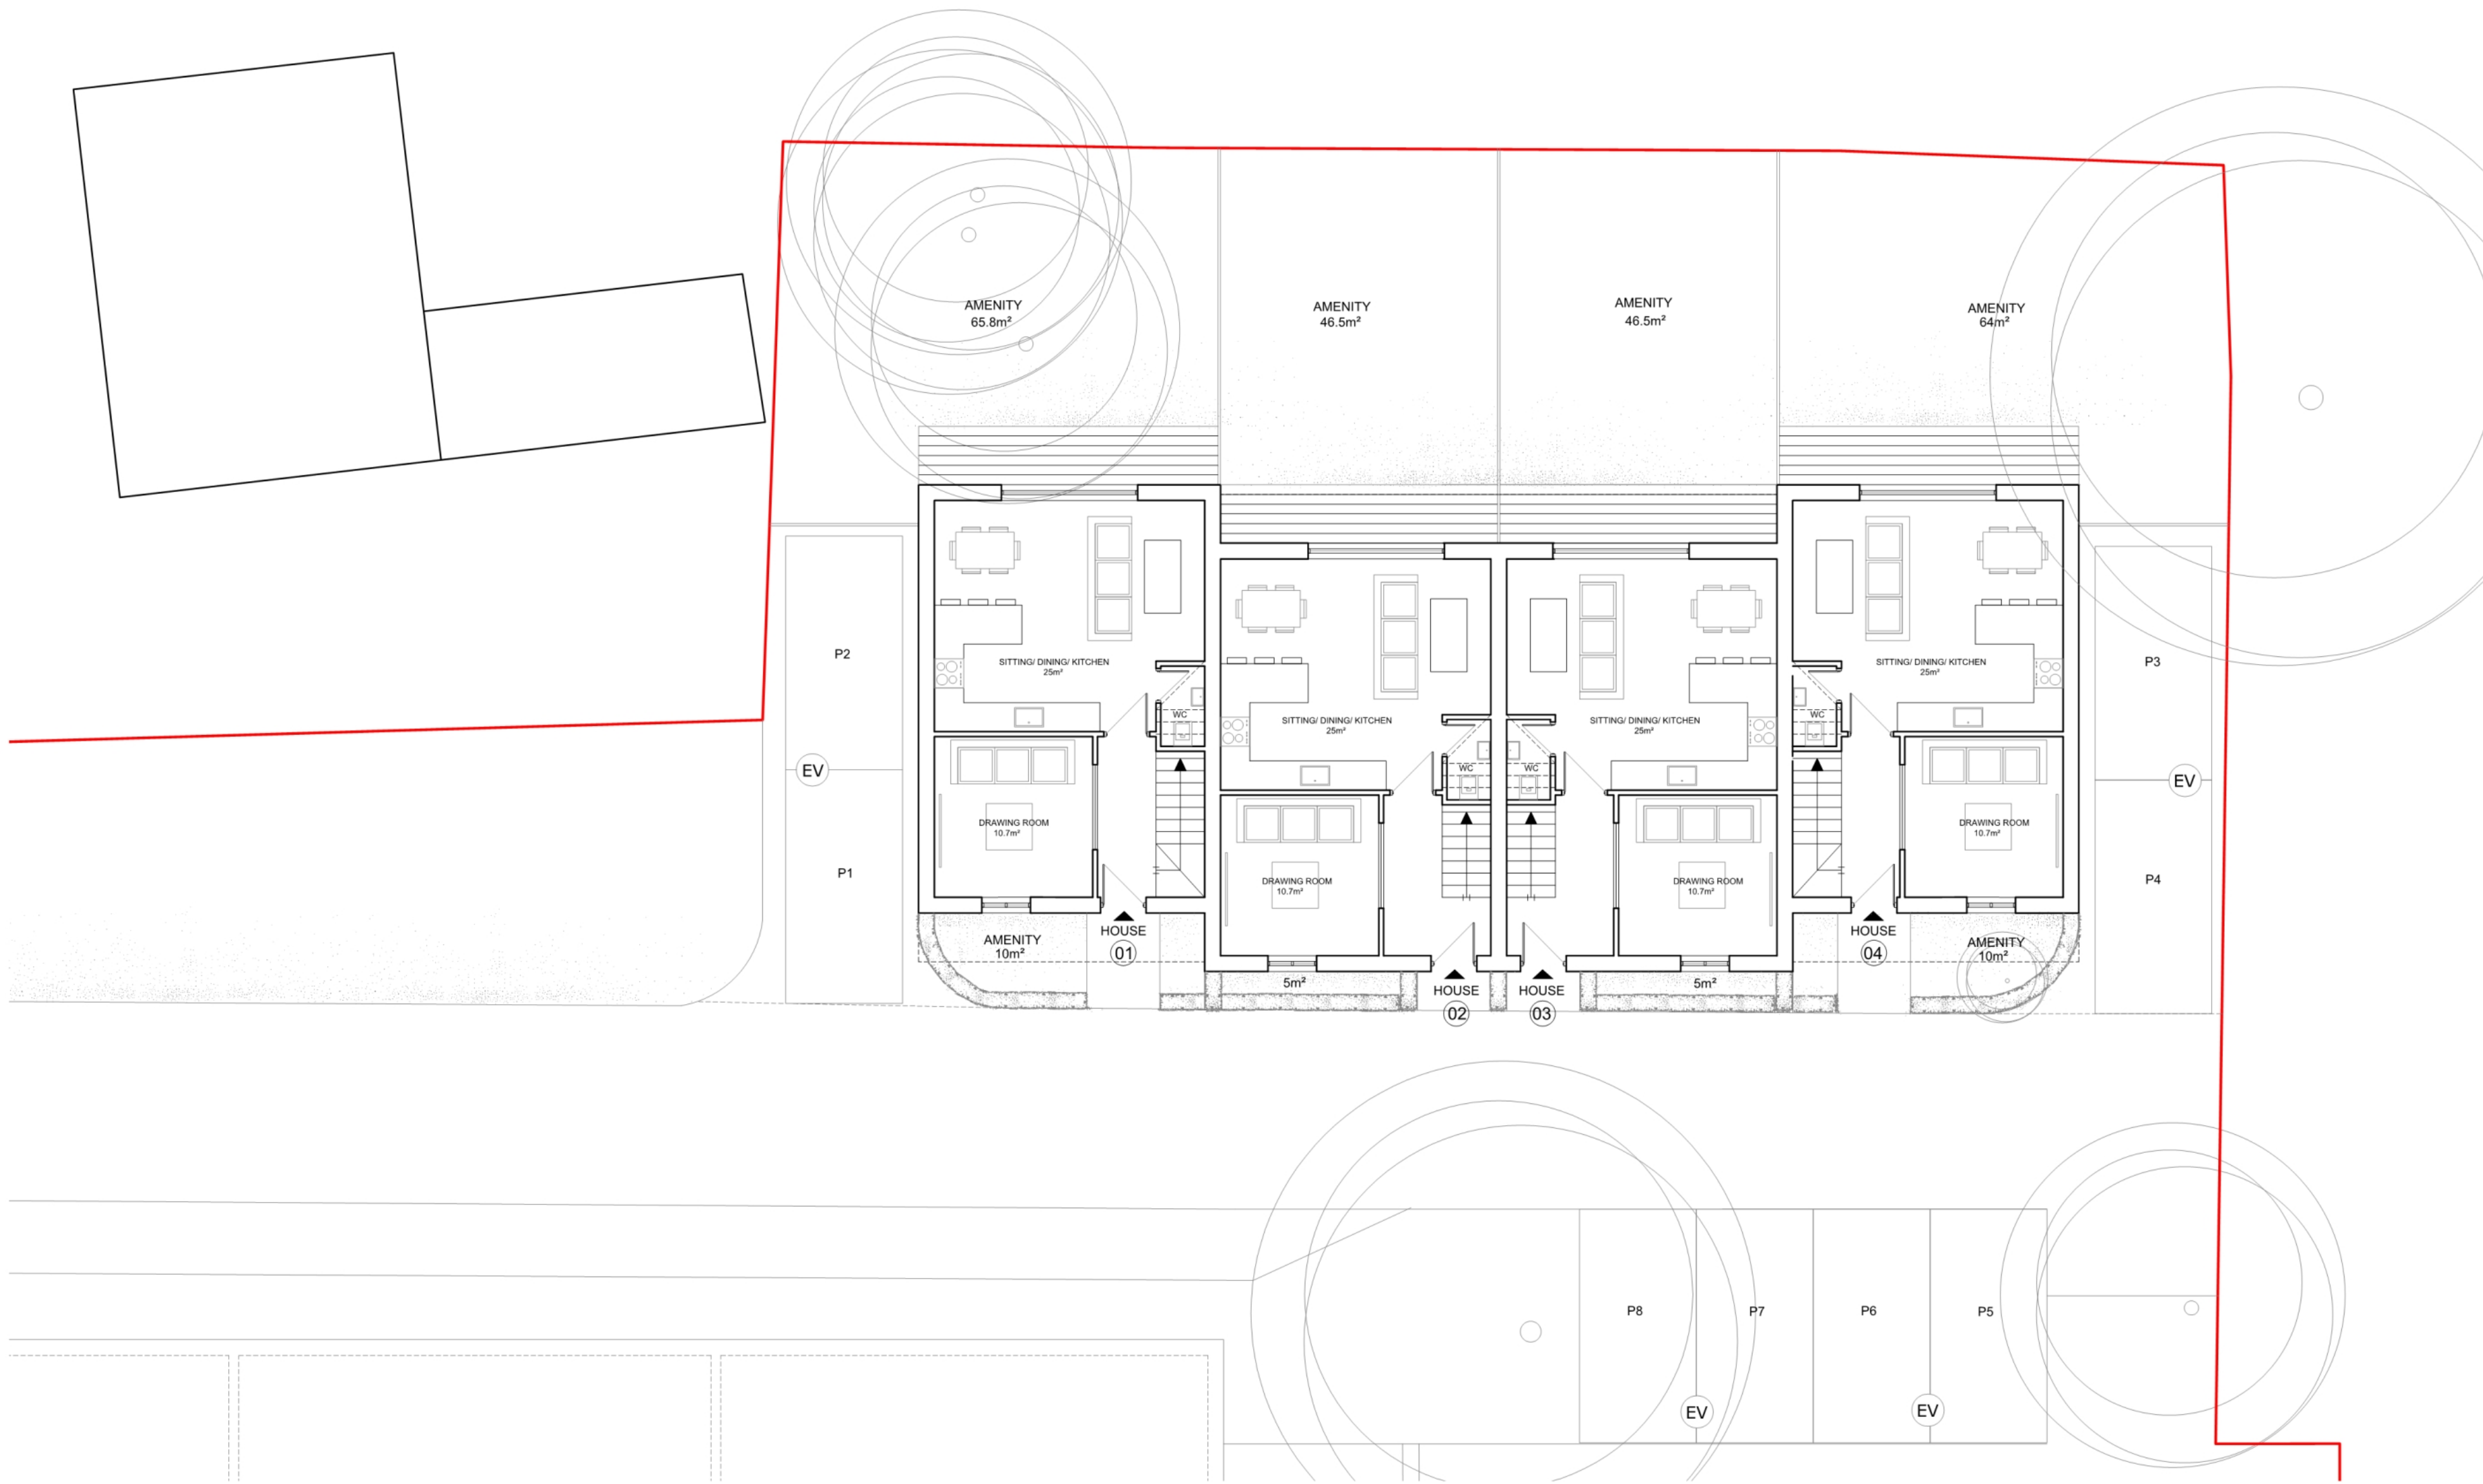 AMENITY
65.8m²
AMENITY
46.5m²
AMENITY
46.5m²
AMENITY
64m²
P2
SITTING/ DINING/ KITCHEN
25m²
SITTING/ DINING/ KITCHEN
25m²
P3
WC
SITTING/ DINING/ KITCHEN
25m²
SITTING/ DINING/ KITCHEN
25m²
WC
EV
WC
WC
EV
DRAWING ROOM
10.7m²
DRAWING ROOM
10.7m²
P1
DRAWING ROOM
10.7m²
DRAWING ROOM
10.7m²
P4
AMENITY
10m²
HOUSE
01
HOUSE
04
AMENITY
10m²
5m²
HOUSE
02
HOUSE
03
5m²
P8
P7
P6
P5
EV
EV